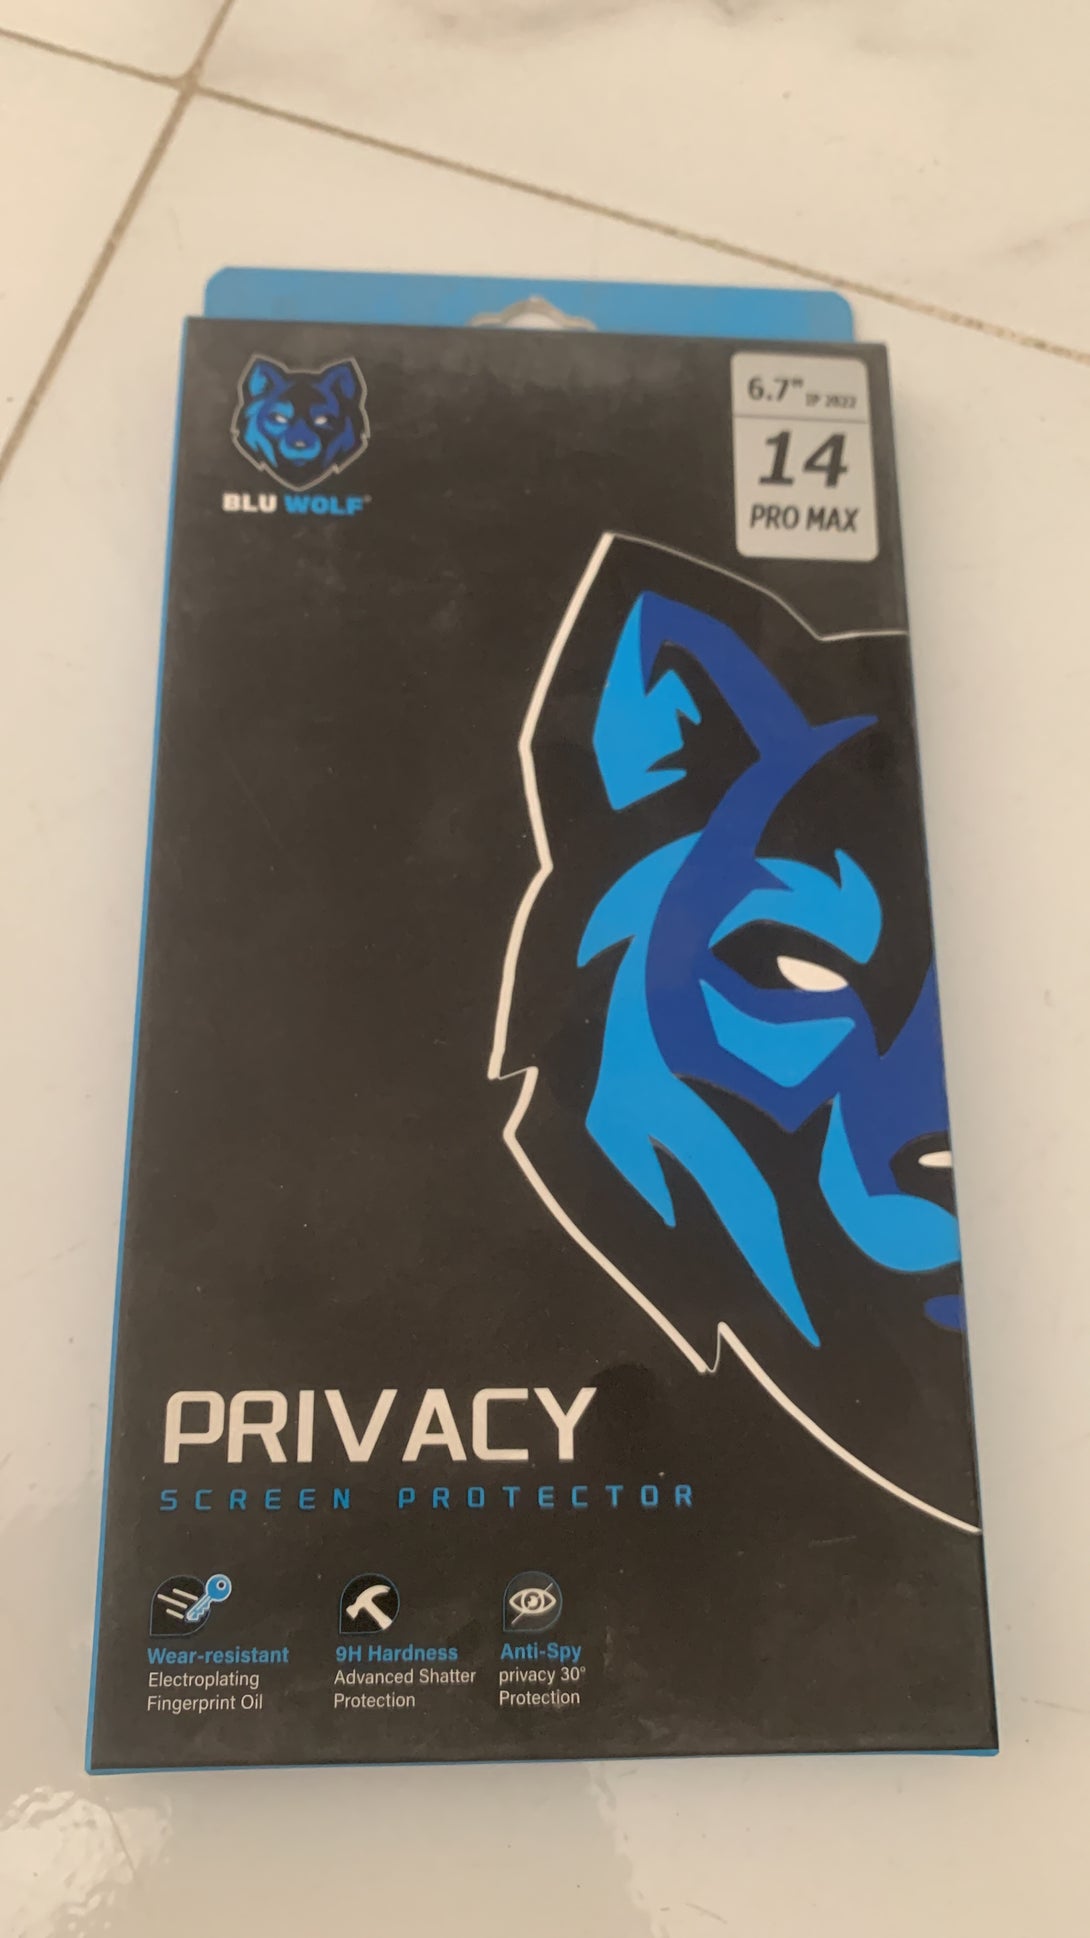 BLU WOLF
6.7" IP 2022
14
PRO MAX
PRIVACY
SCREEN PROTECTOR
Wear-resistant
Electroplating
Fingerprint Oil
9H Hardness
Advanced Shatter
Protection
Anti-Spy
privacy 30°
Protection